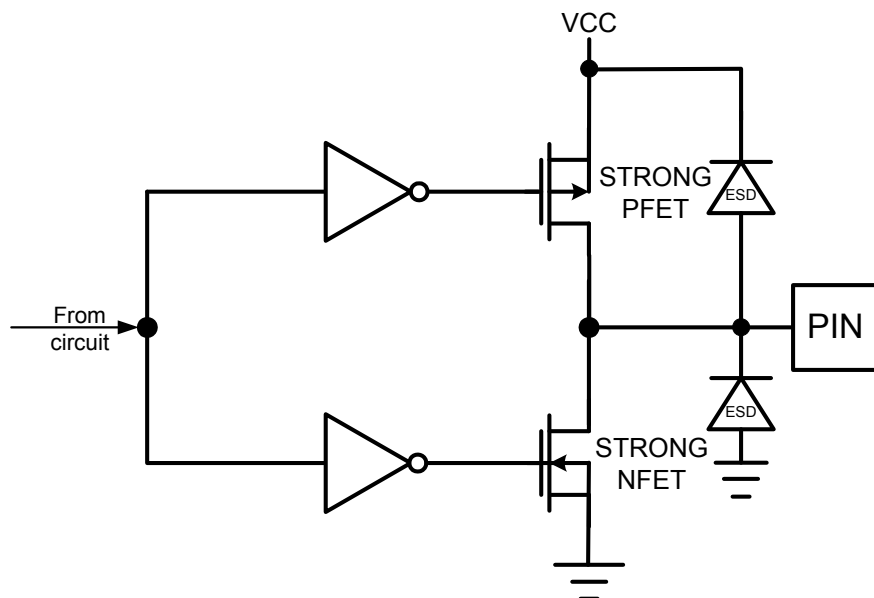 VCC
STRONG
PFET
ESD
From
circuit
PIN
ESD
STRONG
NFET